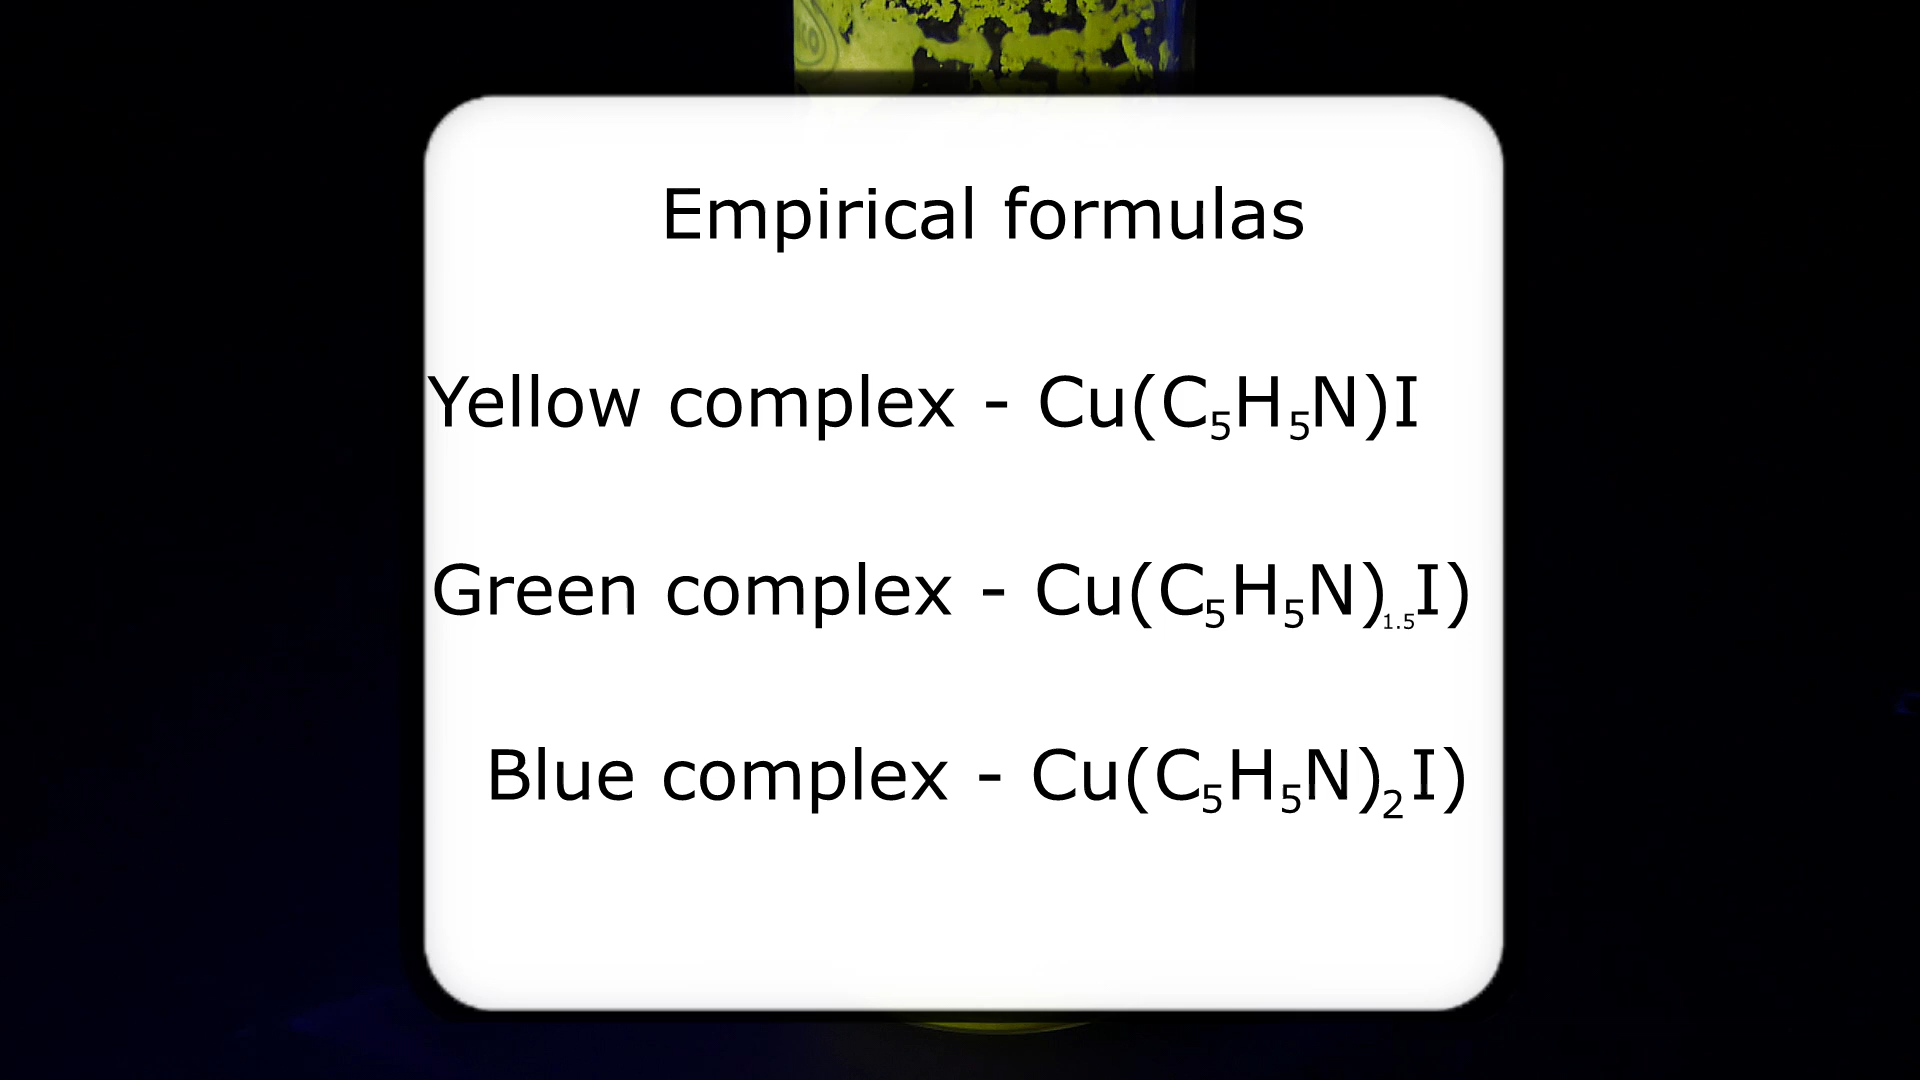 Empirical formulas
Yellow complex - Cu(C₅H₅N)I
Green complex - Cu(C₅H₅N)₁.₅I)
Blue complex - Cu(C₅H₅N)₂I)